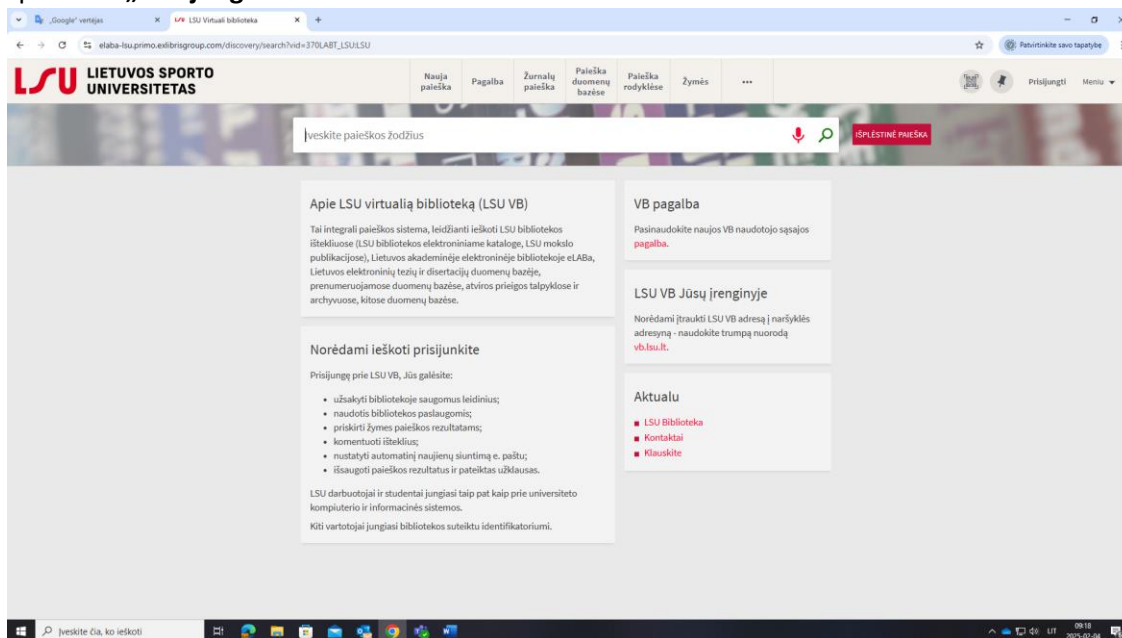 „Google“ vertėjas
LSU Virtuali biblioteka
elaba-lsu.primo.exlibrisgroup.com/discovery/search?vid=370LABT_LSU:LSU
Patvirtinkite savo tapatybę
LSU LIETUVOS SPORTO
UNIVERSITETAS
Nauja paieška
Pagalba
Žurnalų paieška
Paieška duomenų bazėse
Paieška rodyklėse
Žymės
...
Prisijungti
Meniu
Įveskite paieškos žodžius
IŠPLĖSTINĖ PAIEŠKA
Apie LSU virtualią biblioteką (LSU VB)
Tai integrali paieškos sistema, leidžianti ieškoti LSU bibliotekos
ištekliuose (LSU bibliotekos elektroniniame kataloge, LSU mokslo
publikacijose), Lietuvos akademinėje elektroninėje bibliotekoje eLABa,
Lietuvos elektroninių tezių ir disertacijų duomenų bazėje,
prenumeruojamose duomenų bazėse, atviros prieigos talpyklose ir
archyvuose, kitose duomenų bazėse.
Norėdami ieškoti prisijunkite
Prisijungę prie LSU VB, Jūs galėsite:
• užsakyti bibliotekoje saugomus leidinius;
• naudotis bibliotekos paslaugomis;
• priskirti žymes paieškos rezultatams;
• komentuoti išteklius;
• nustatyti automatinį naujienų siuntimą e. paštu;
• išsaugoti paieškos rezultatus ir pateiktas užklausas.
LSU darbuotojai ir studentai jungiasi taip pat kaip prie universiteto
kompiuterio ir informacinės sistemos.
Kiti vartotojai jungiasi bibliotekos suteiktu identifikatoriumi.
VB pagalba
Pasinaudokite naujos VB naudotojo sąsajos
pagalba.
LSU VB Jūsų įrenginyje
Norėdami įtraukti LSU VB adresą į naršyklės
adresyną - naudokite trumpą nuorodą
vb.lsu.lt.
Aktualu
LSU Biblioteka
Kontaktai
Klauskite
Įveskite čia, ko ieškoti
LIT
09:18
2025-02-04